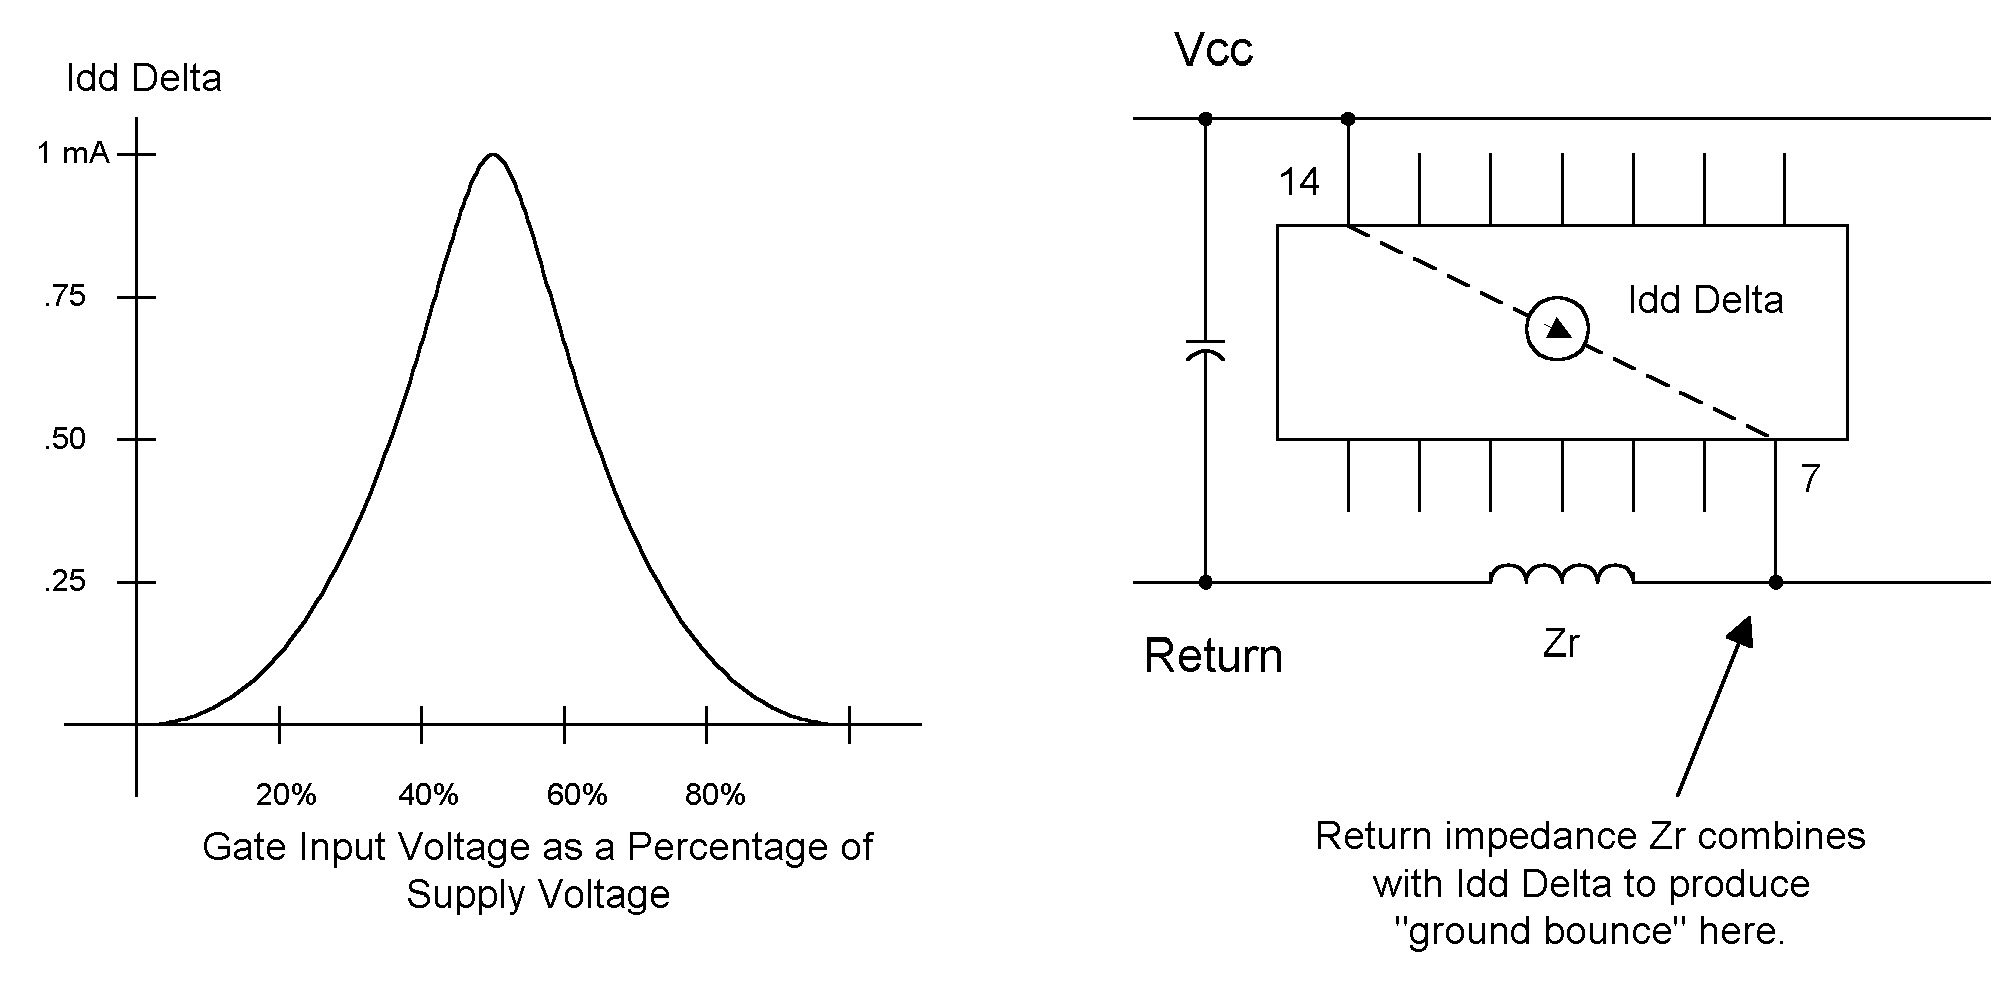 Idd Delta
1 mA
.75
.50
.25
20%
40%
60%
80%
Gate Input Voltage as a Percentage of
Supply Voltage
Vcc
14
Idd Delta
7
Zr
Return
Return impedance Zr combines
with Idd Delta to produce
"ground bounce" here.